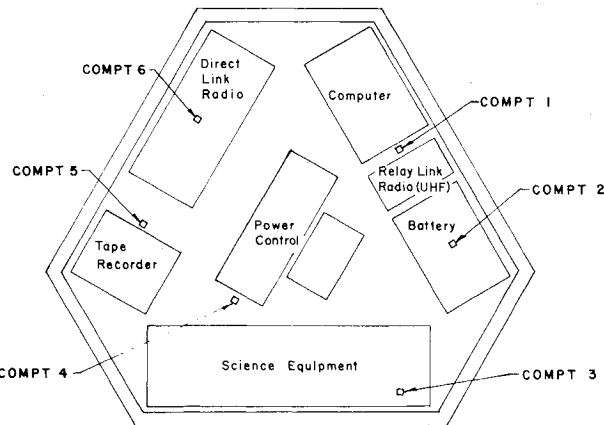 Direct
Link
Radio
COMPT 6
Computer
COMPT 1
Relay Link
Radio (UHF)
COMPT 5
COMPT 2
Battery
Power
Control
Tape
Recorder
Science Equipment
COMPT 4
COMPT 3